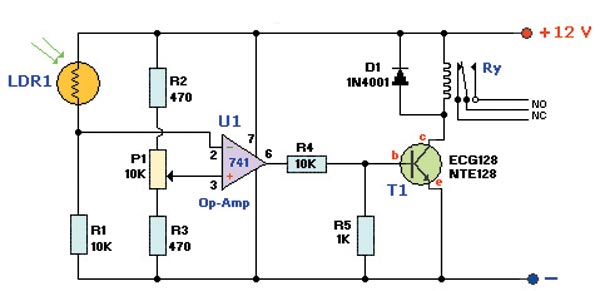 +12 V
LDR1
R2
470
D1
1N4001
Ry
NO
NC
U1
7
2
741
6
3
Op-Amp
−
+
P1
10K
R4
10K
b
c
e
ECG128
NTE128
T1
R1
10K
R3
470
R5
1K
−